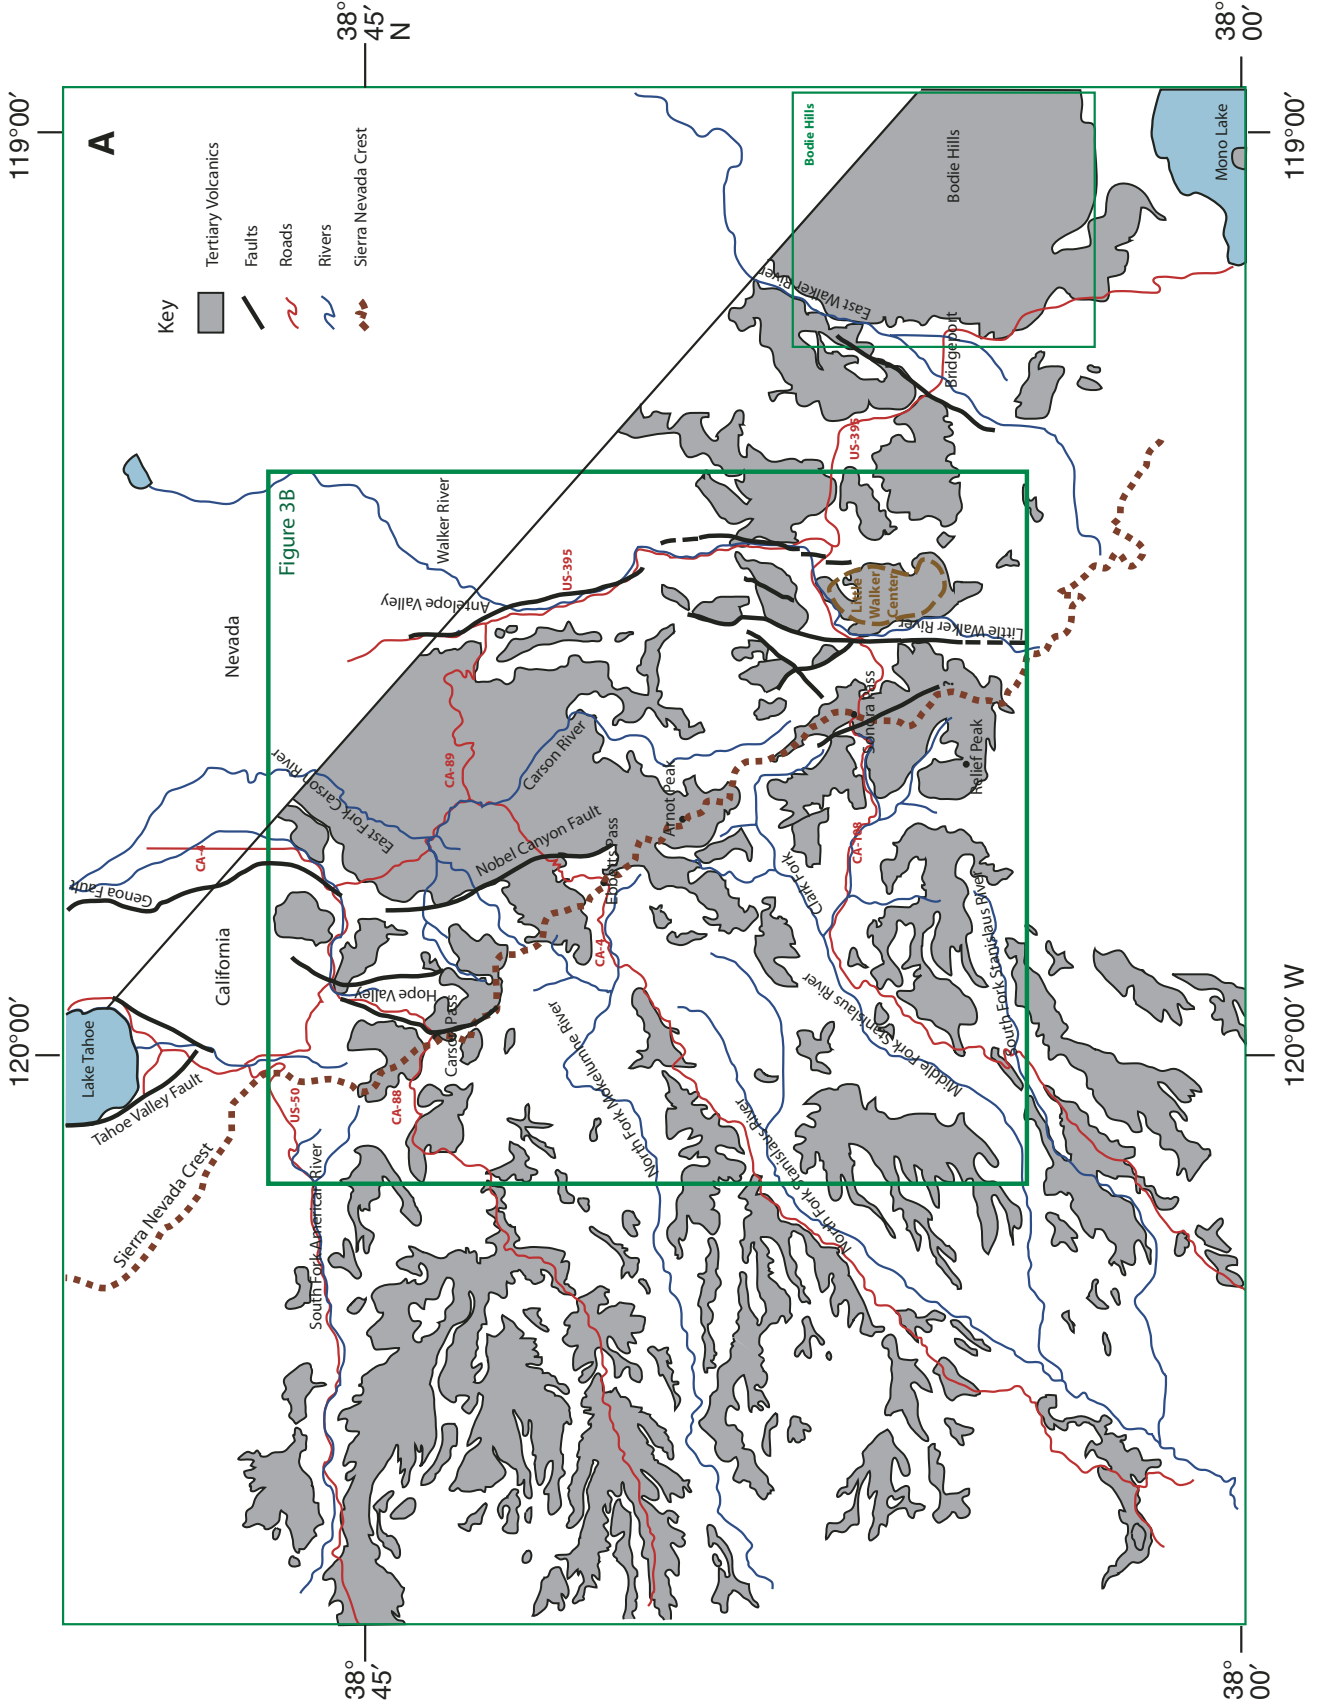 A
Key
Tertiary Volcanics
Faults
Roads
Rivers
Sierra Nevada Crest
119°00′
119°00′
120°00′
120°00′ W
38°
45′
N
38°
00′
38°
45′
38°
00′
Figure 3B
Bodie Hills
Bodie Hills
Mono Lake
East Walker River
Bridgeport
US-395
Nevada
California
Walker River
Antelope Valley
US-395
Little
Walker
Center
Little Walker River
Genoa Fault
CA-4
East Fork Carson River
CA-89
Carson River
Nobel Canyon Fault
Arnot Peak
Ebbetts Pass
CA-4
Sonora Pass
?
Relief Peak
CA-108
Clark Fork
Lake Tahoe
Tahoe Valley Fault
Sierra Nevada Crest
US-50
CA-88
Hope Valley
Carson Pass
South Fork American River
North Fork Mokelumne River
North Fork Stanislaus River
North Fork Stanislaus River
Middle Fork Stanislaus River
South Fork Stanislaus River